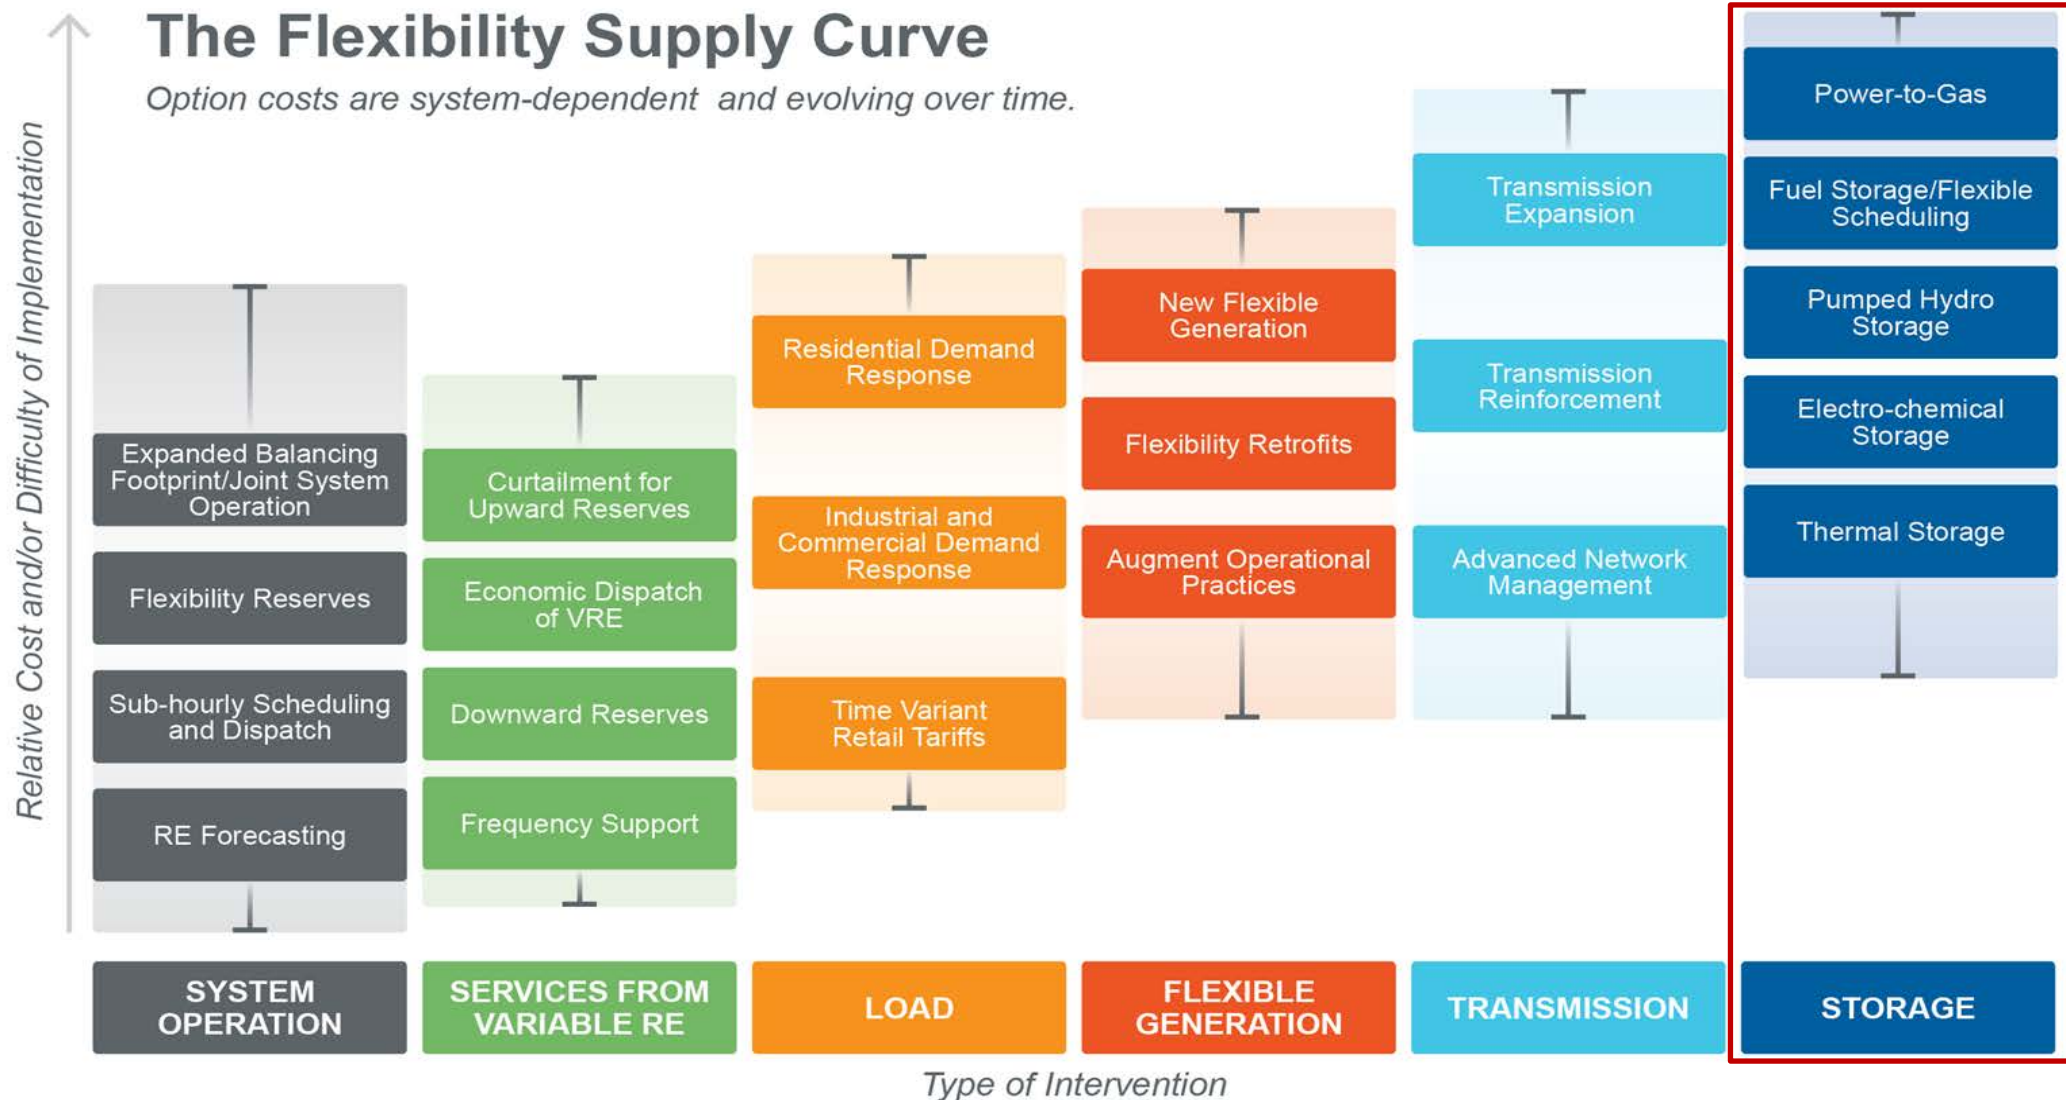 The Flexibility Supply Curve
Option costs are system-dependent and evolving over time.
Relative Cost and/or Difficulty of Implementation
Expanded Balancing
Footprint/Joint System
Operation
Flexibility Reserves
Sub-hourly Scheduling
and Dispatch
RE Forecasting
SYSTEM
OPERATION
Curtailment for
Upward Reserves
Economic Dispatch
of VRE
Downward Reserves
Frequency Support
SERVICES FROM
VARIABLE RE
Residential Demand
Response
Industrial and
Commercial Demand
Response
Time Variant
Retail Tariffs
LOAD
New Flexible
Generation
Flexibility Retrofits
Augment Operational
Practices
FLEXIBLE
GENERATION
Transmission
Expansion
Transmission
Reinforcement
Advanced Network
Management
TRANSMISSION
Power-to-Gas
Fuel Storage/Flexible
Scheduling
Pumped Hydro
Storage
Electro-chemical
Storage
Thermal Storage
STORAGE
Type of Intervention